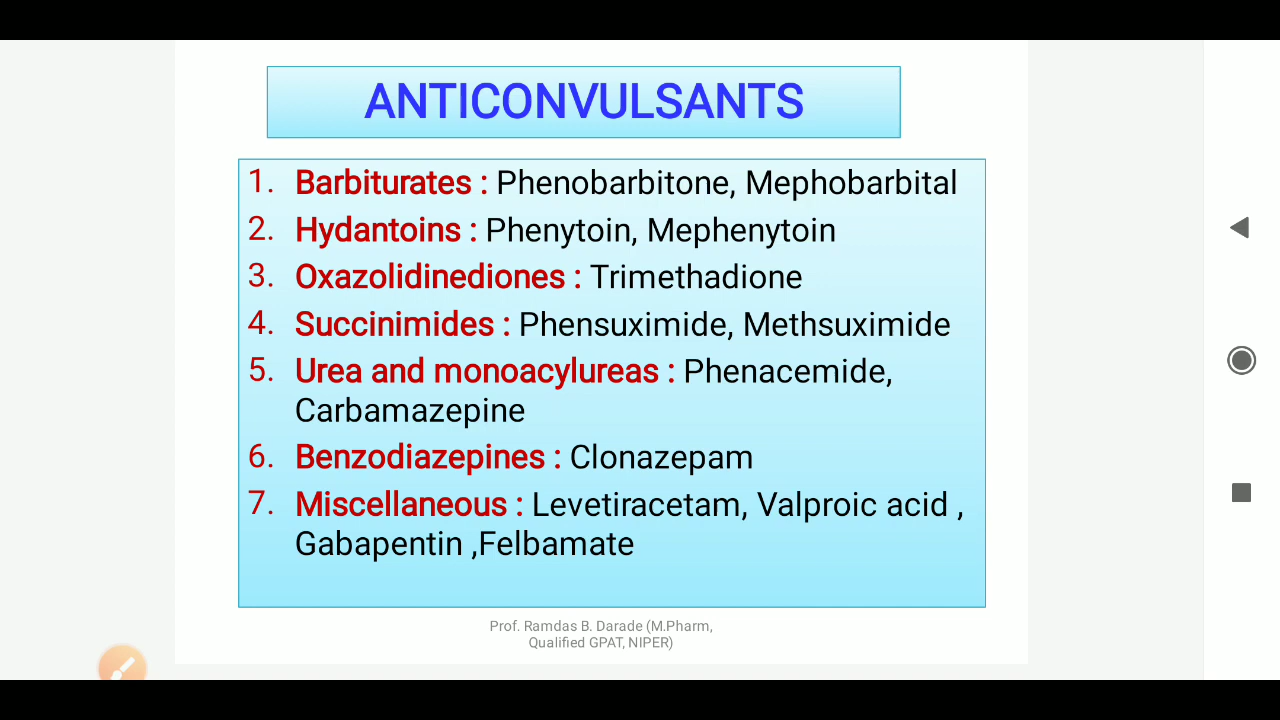 ANTICONVULSANTS
1. Barbiturates : Phenobarbitone, Mephobarbital
2. Hydantoins : Phenytoin, Mephenytoin
3. Oxazolidinediones : Trimethadione
4. Succinimides : Phensuximide, Methsuximide
5. Urea and monoacylureas : Phenacemide,
Carbamazepine
6. Benzodiazepines : Clonazepam
7. Miscellaneous : Levetiracetam, Valproic acid ,
Gabapentin ,Felbamate
Prof. Ramdas B. Darade (M.Pharm,
Qualified GPAT, NIPER)